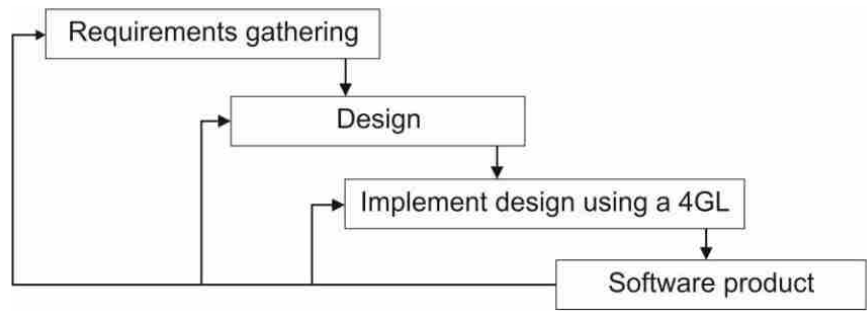 Requirements gathering
Design
Implement design using a 4GL
Software product